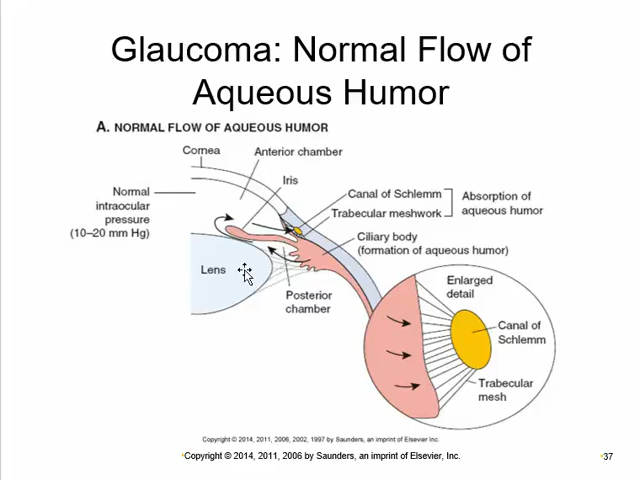 Glaucoma: Normal Flow of
Aqueous Humor
A. NORMAL FLOW OF AQUEOUS HUMOR
Cornea
Anterior chamber
Iris
Normal
intraocular
pressure
(10–20 mm Hg)
Canal of Schlemm
Trabecular meshwork
Absorption of
aqueous humor
Ciliary body
(formation of aqueous humor)
Lens
Posterior
chamber
Enlarged
detail
Canal of
Schlemm
Trabecular
mesh
Copyright © 2014, 2011, 2006, 2002, 1997 by Saunders, an imprint of Elsevier Inc.
Copyright © 2014, 2011, 2006 by Saunders, an imprint of Elsevier, Inc.
37